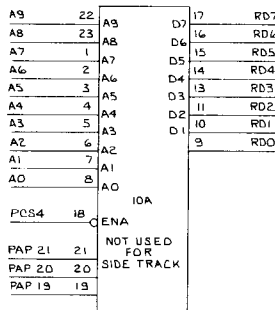 A9 22 A9 D7 17 RD7
A8 23 A8 D6 16 RD6
A7 1 A7 D5 15 RD5
A6 2 A6 D4 14 RD4
A5 3 A5 D3 13 RD3
A4 4 A4 D2 11 RD2
A3 5 A3 D1 10 RD1
A2 6 A2 9 RD0
A1 7 A1
A0 8 A0
10A
PCS4 18 ENA
NOT USED
FOR
SIDE TRACK
PAP 21 21
PAP 20 20
PAP 19 19